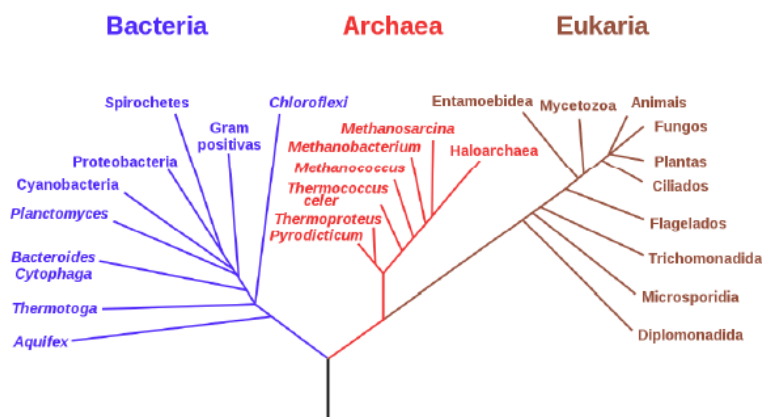 Bacteria
Archaea
Eukaria
Spirochetes
Chloroflexi
Gram
positivas
Proteobacteria
Cyanobacteria
Planctomyces
Bacteroides
Cytophaga
Thermotoga
Aquifex
Methanosarcina
Methanobacterium
Haloarchaea
Methanococcus
Thermococcus
celer
Thermoproteus
Pyrodicticum
Entamoebidea
Mycetozoa
Animais
Fungos
Plantas
Ciliados
Flagelados
Trichomonadida
Microsporidia
Diplomonadida